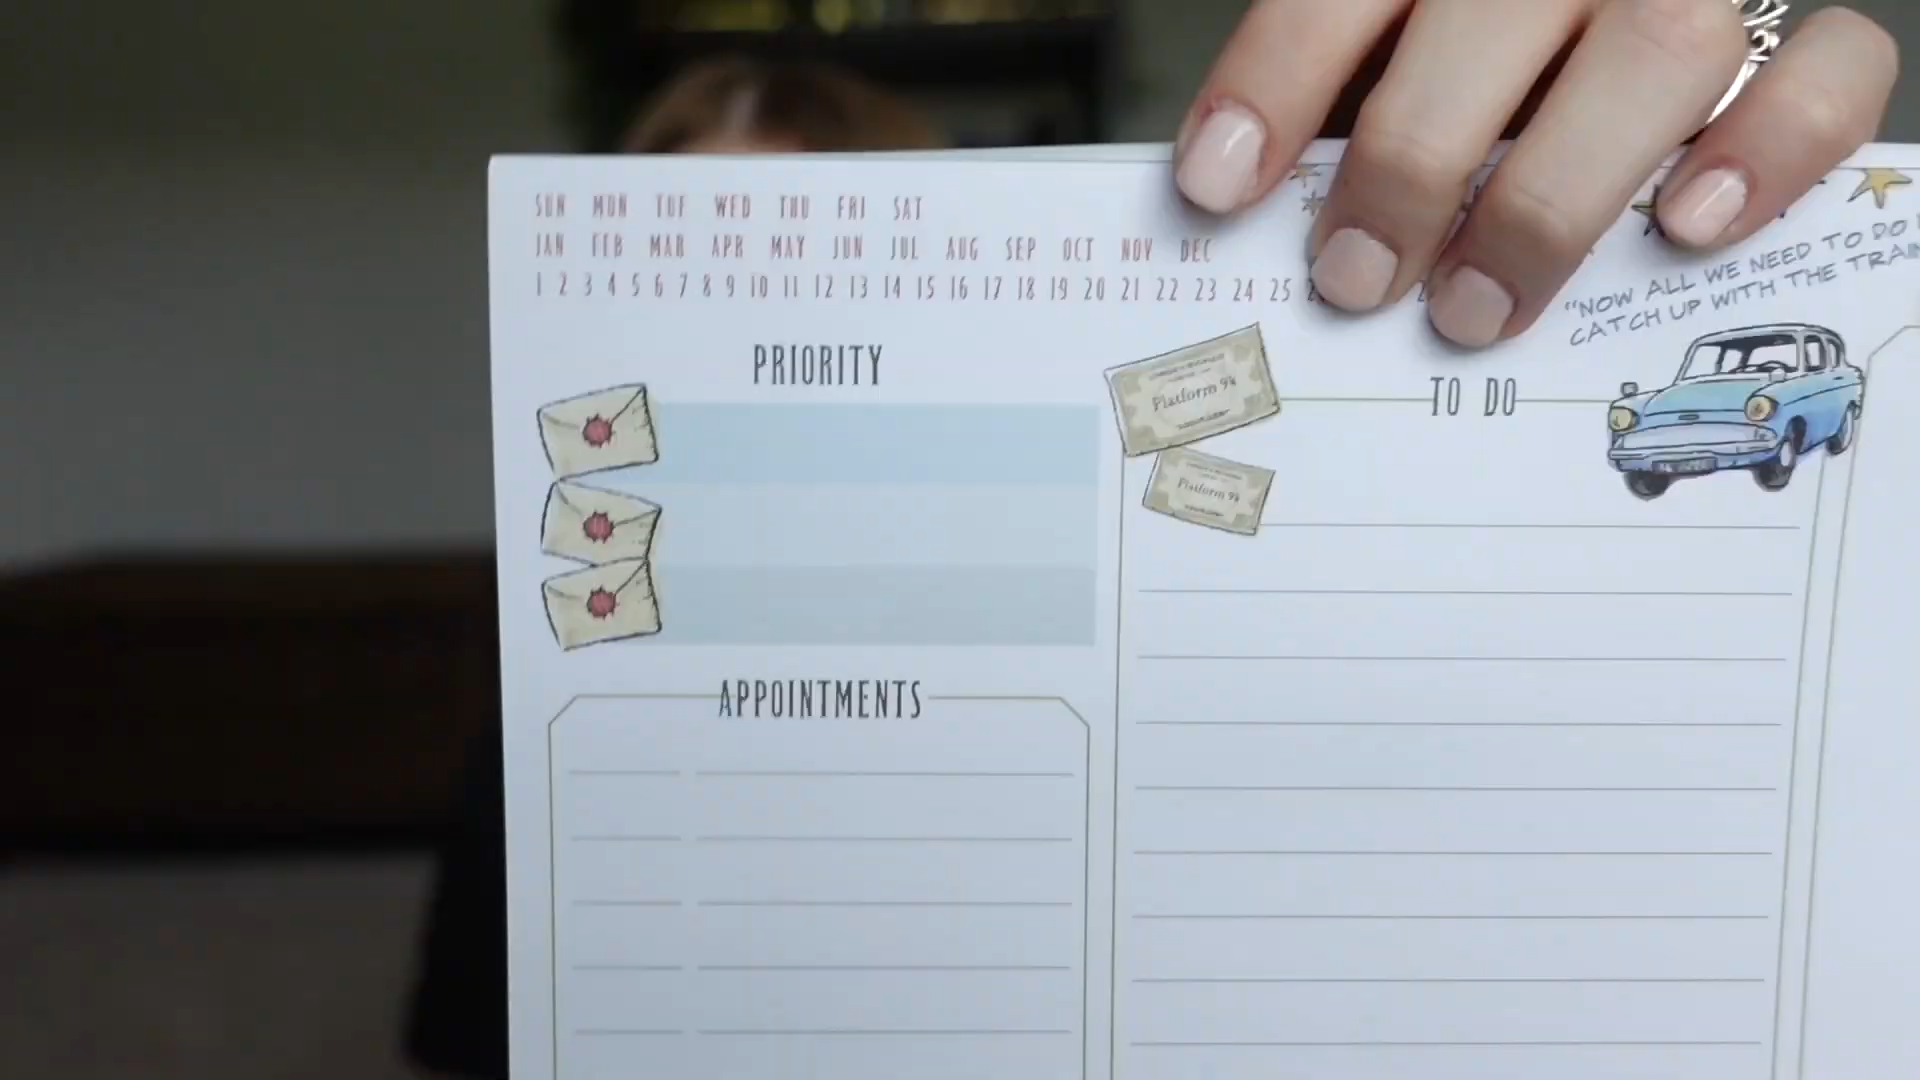 SUN MON TUE WED THU FRI SAT
JAN FEB MAR APR MAY JUN JUL AUG SEP OCT NOV DEC
1 2 3 4 5 6 7 8 9 10 11 12 13 14 15 16 17 18 19 20 21 22 23 24 25
"NOW ALL WE NEED TO DO
CATCH UP WITH THE TRAIN
PRIORITY
TO DO
Platform 9¾
Platform 9¾
APPOINTMENTS